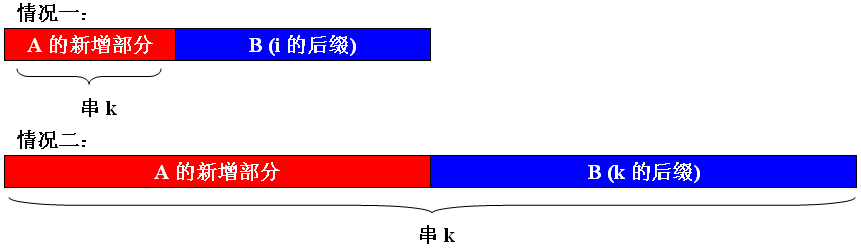 情况一：
A 的新增部分 B (i 的后缀)
串 k
情况二：
A 的新增部分 B (k 的后缀)
串 k